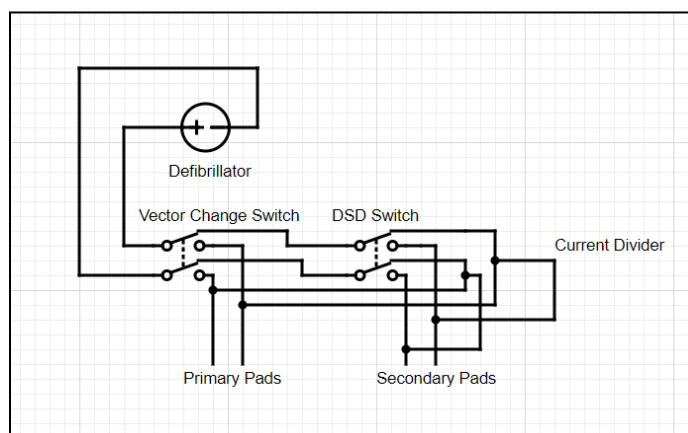 Defibrillator
Vector Change Switch
DSD Switch
Current Divider
Primary Pads
Secondary Pads